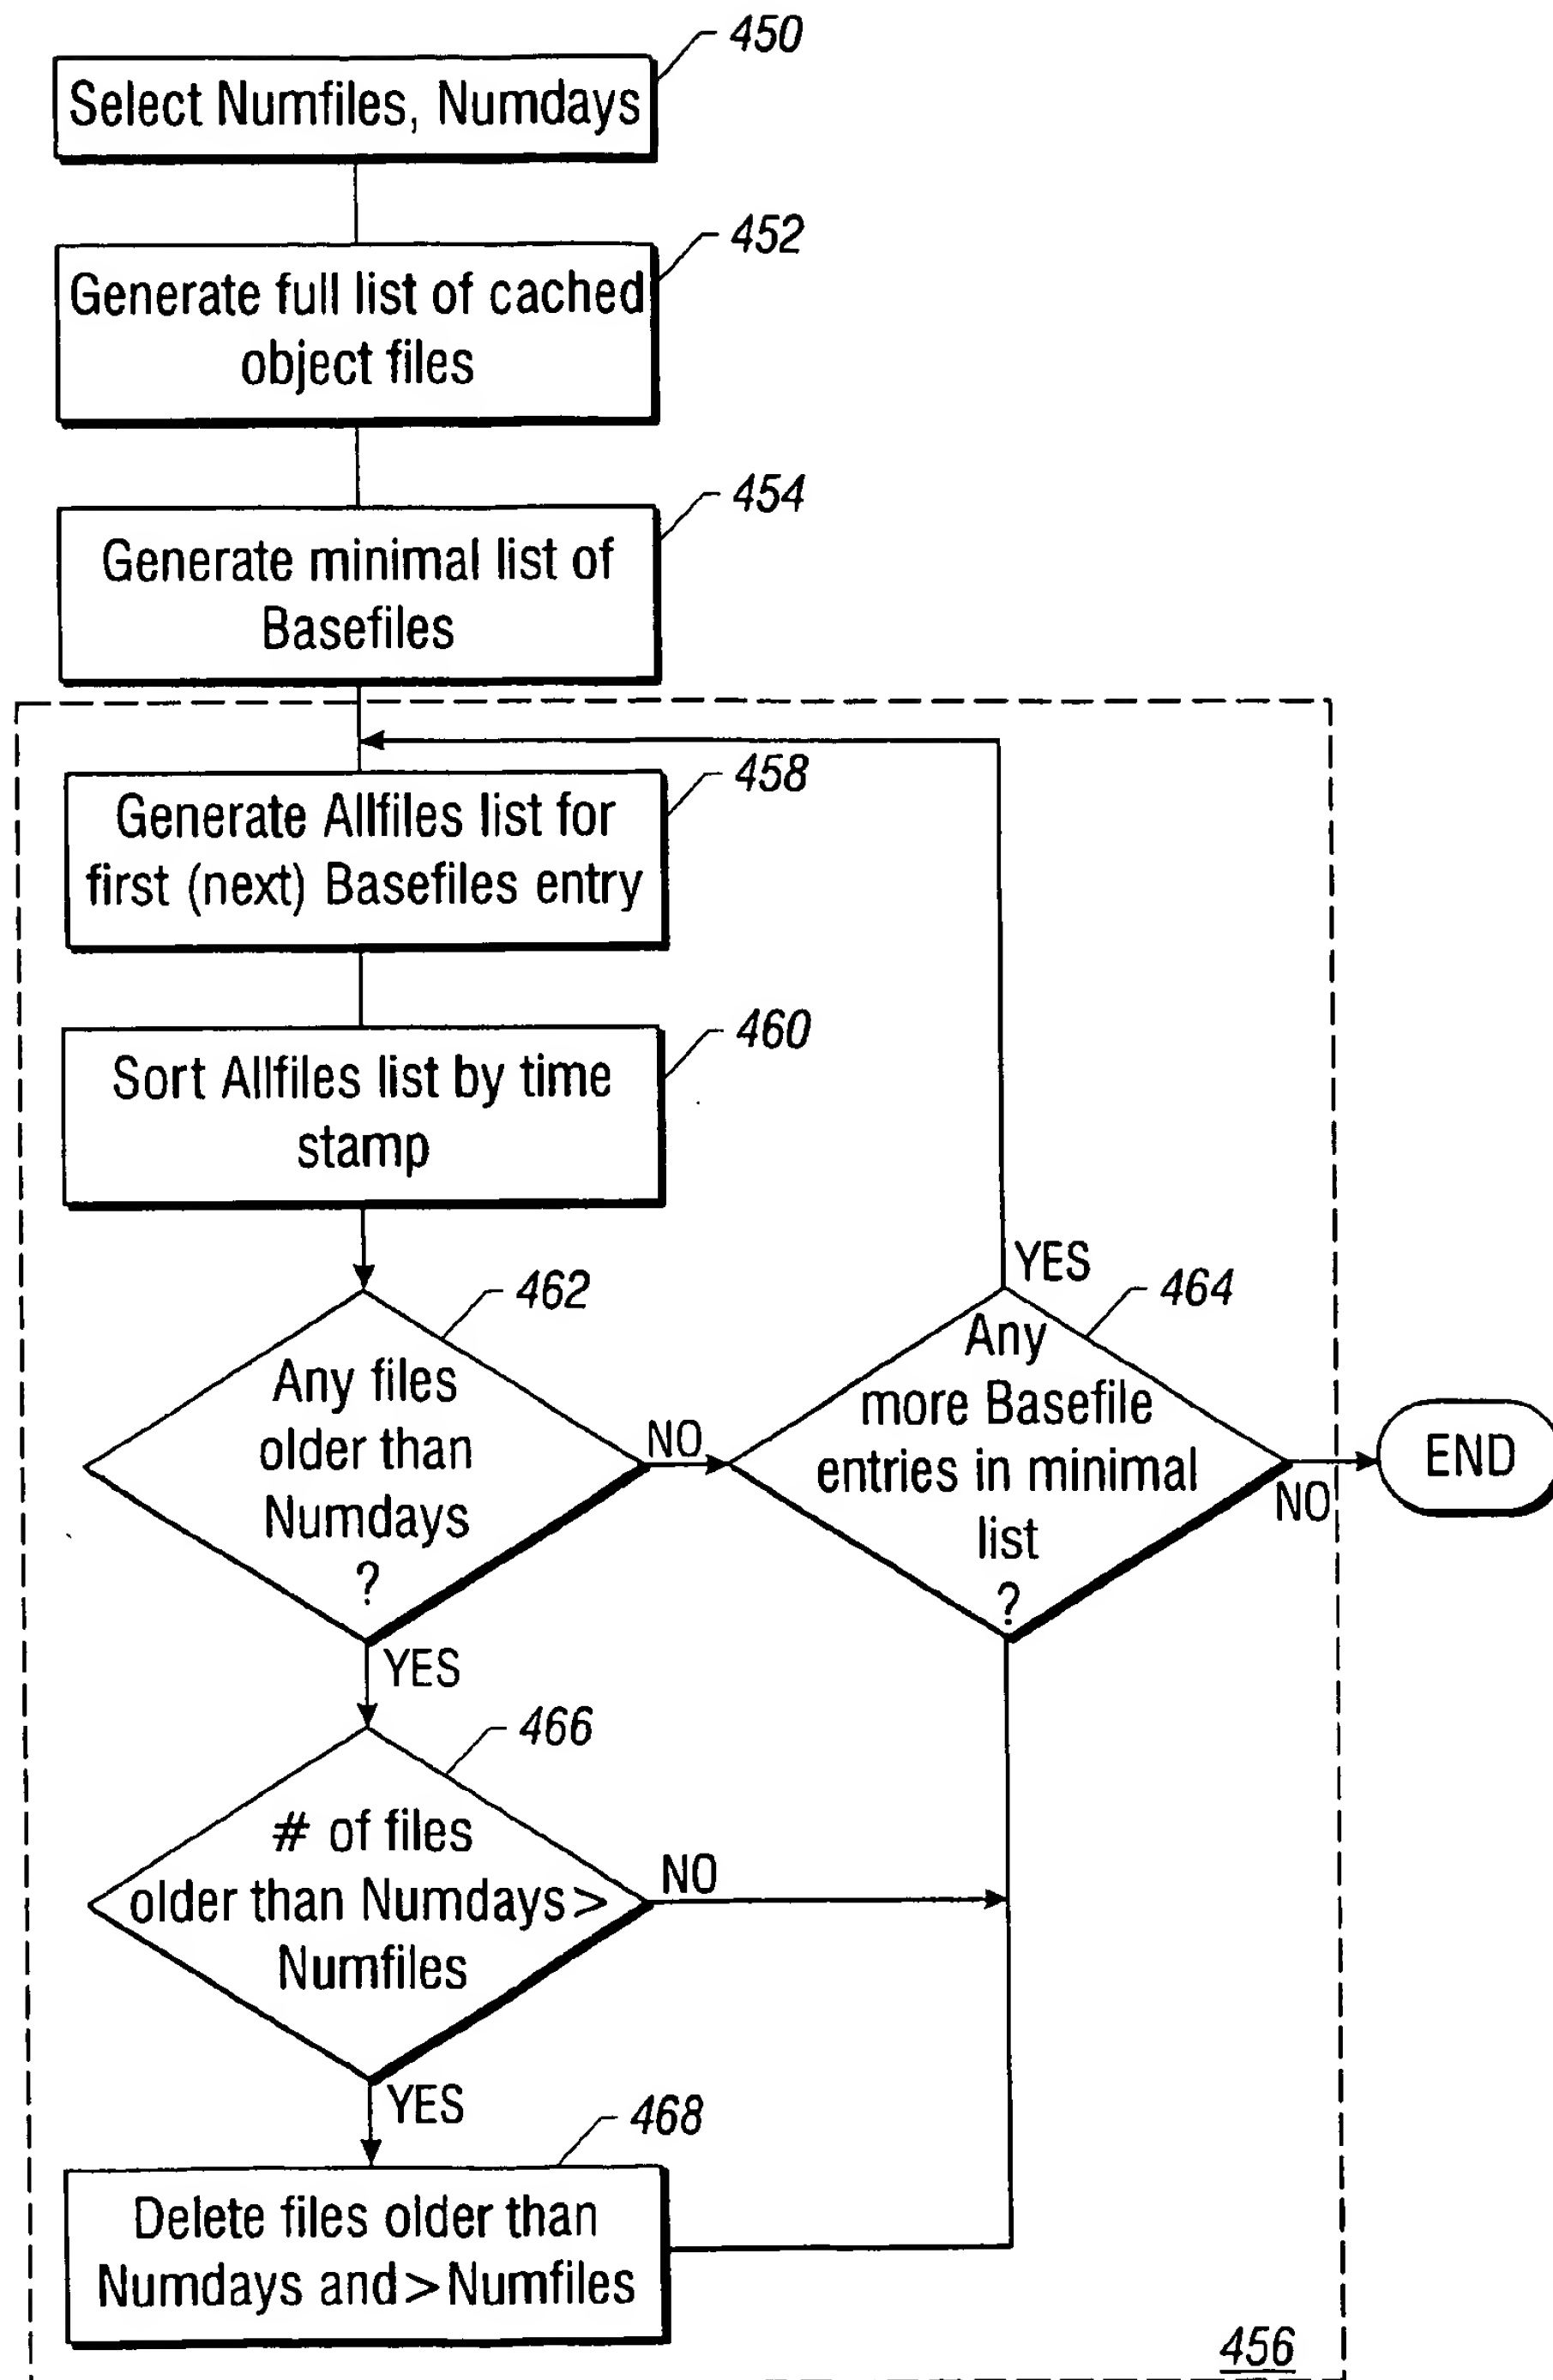 450
Select Numfiles, Numdays
452
Generate full list of cached
object files
454
Generate minimal list of
Basefiles
458
Generate Allfiles list for
first (next) Basefiles entry
460
Sort Allfiles list by time
stamp
462
Any files
older than
Numdays
?
NO
YES
464
Any
more Basefile
entries in minimal
list
?
YES
NO
END
466
# of files
older than Numdays >
Numfiles
NO
YES
468
Delete files older than
Numdays and > Numfiles
456